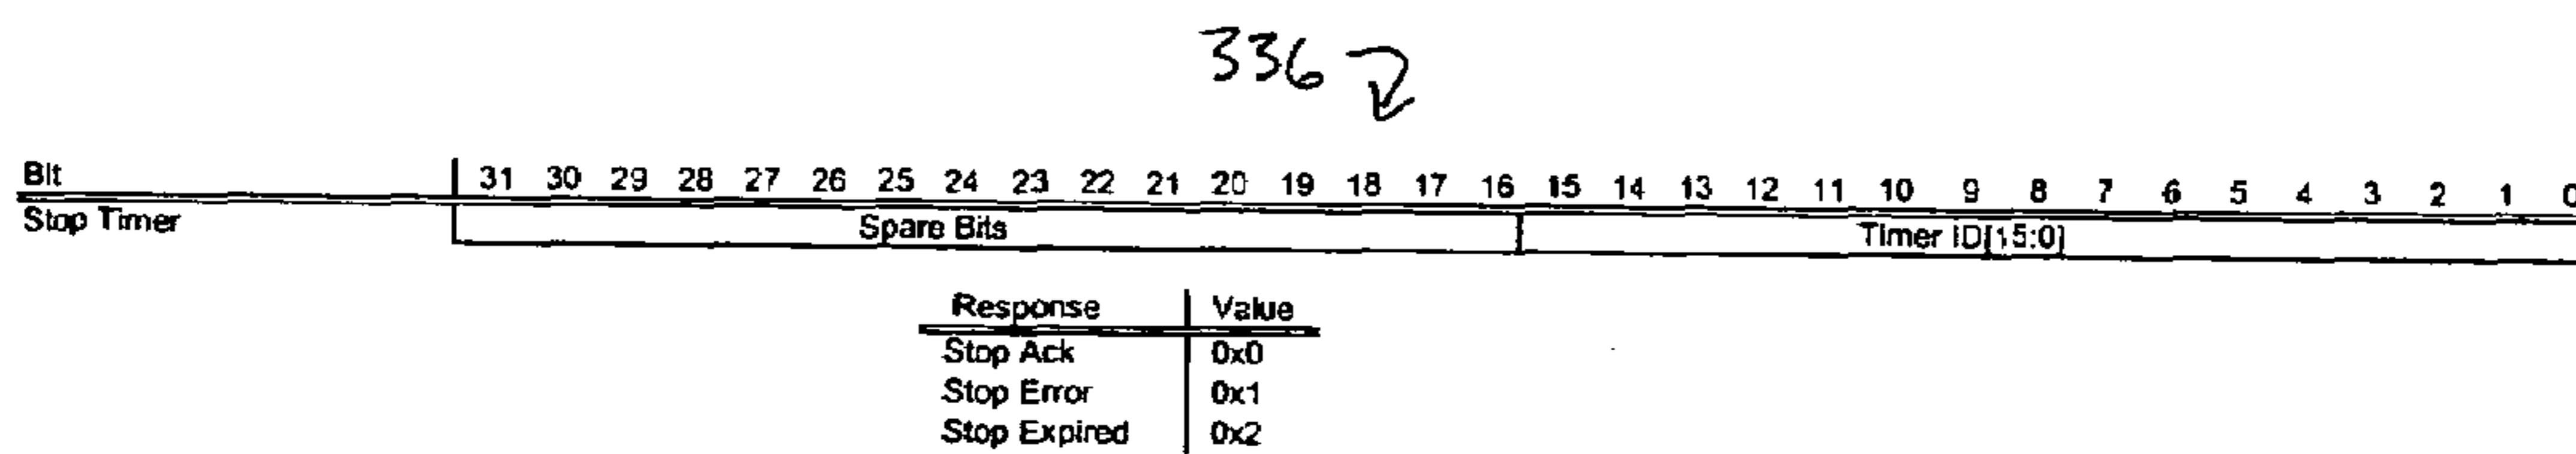 336
Bit 31 30 29 28 27 26 25 24 23 22 21 20 19 18 17 16 15 14 13 12 11 10 9 8 7 6 5 4 3 2 1 0
Stop Timer Spare Bits Timer ID[15:0]
Response Value
Stop Ack 0x0
Stop Error 0x1
Stop Expired 0x2